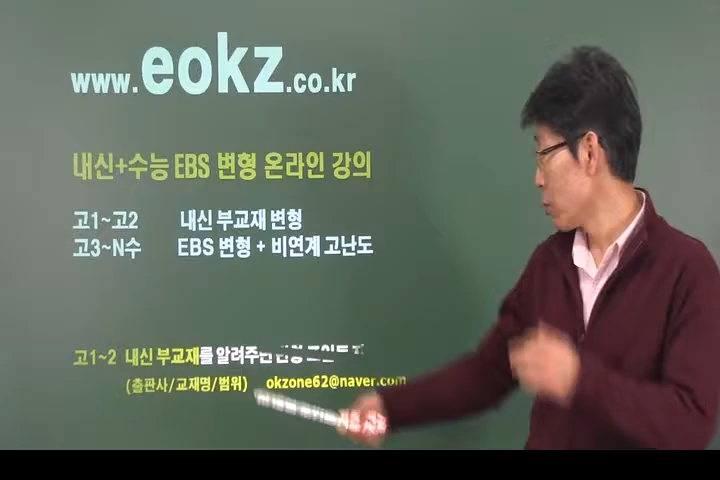 www.eokz.co.kr
내신+수능 EBS 변형 온라인 강의
고1~고2 내신 부교재 변형
고3~N수 EBS 변형 + 비연계 고난도
고1~2 내신 부교재를 알려주면
(출판사/교재명/범위) okzone62@naver.com